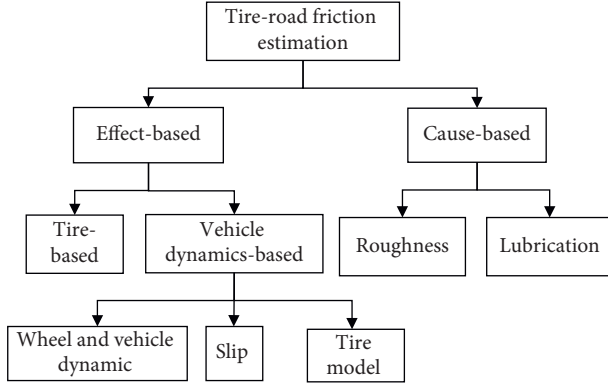 Tire-road friction
estimation
Effect-based
Cause-based
Tire-
based
Vehicle
dynamics-based
Roughness
Lubrication
Wheel and vehicle
dynamic
Slip
Tire
model